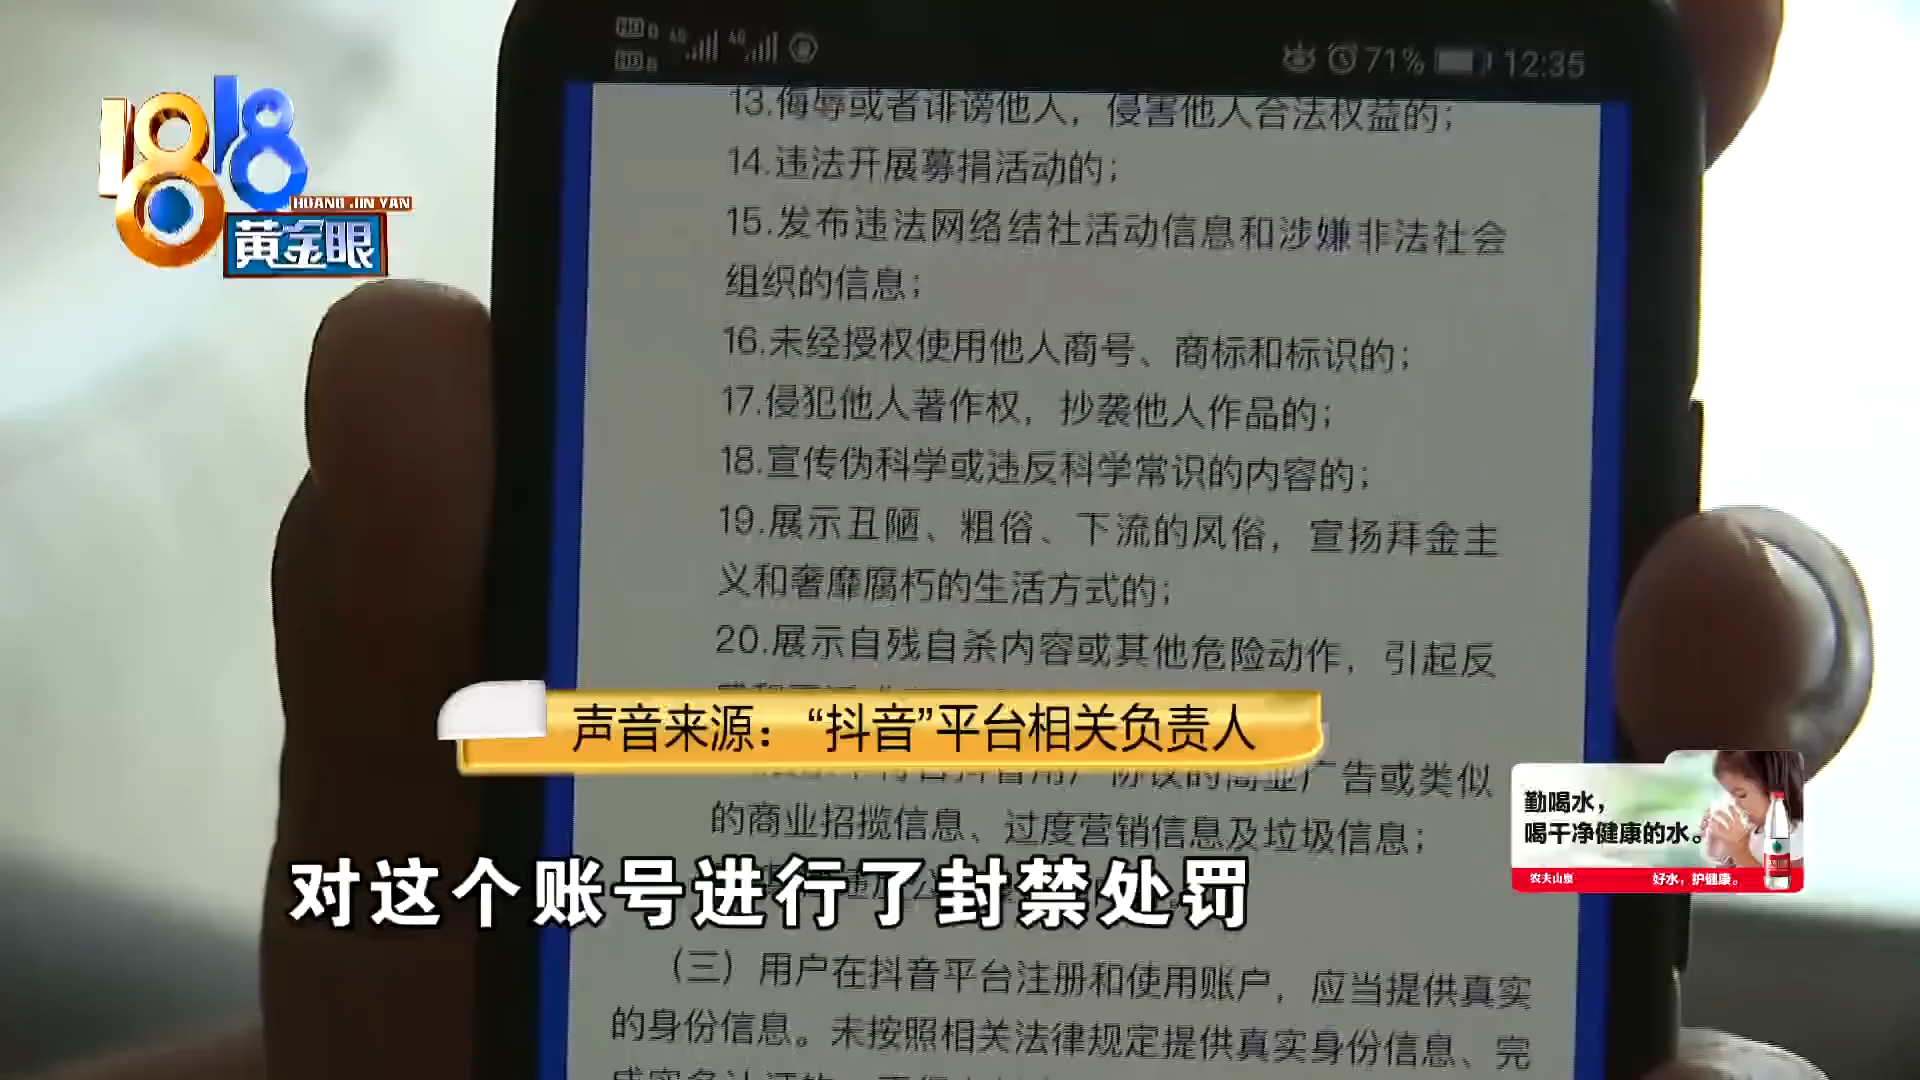 71% 12:35
1818
HUANG JIN YAN
黄金眼
13.侮辱或者诽谤他人，侵害他人合法权益的；
14.违法开展募捐活动的；
15.发布违法网络结社活动信息和涉嫌非法社会
组织的信息；
16.未经授权使用他人商号、商标和标识的；
17.侵犯他人著作权，抄袭他人作品的；
18.宣传伪科学或违反科学常识的内容的；
19.展示丑陋、粗俗、下流的风俗，宣扬拜金主
义和奢靡腐朽的生活方式的；
20.展示自残自杀内容或其他危险动作，引起反
声音来源：“抖音”平台相关负责人
的商业广告或类似
的商业招揽信息、过度营销信息及垃圾信息；
勤喝水，
喝干净健康的水。
农夫山泉 好水，护健康。
对这个账号进行了封禁处罚
（三）用户在抖音平台注册和使用账户，应当提供真实
的身份信息。未按照相关法律规定提供真实身份信息、完